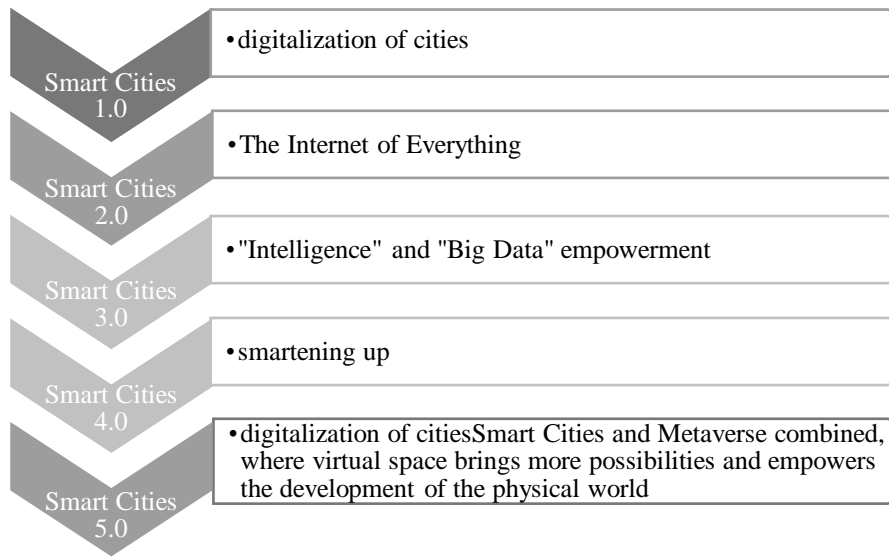 Smart Cities
1.0
•digitalization of cities
Smart Cities
2.0
•The Internet of Everything
Smart Cities
3.0
•"Intelligence" and "Big Data" empowerment
Smart Cities
4.0
•smartening up
Smart Cities
5.0
•digitalization of citiesSmart Cities and Metaverse combined,
where virtual space brings more possibilities and empowers
the development of the physical world